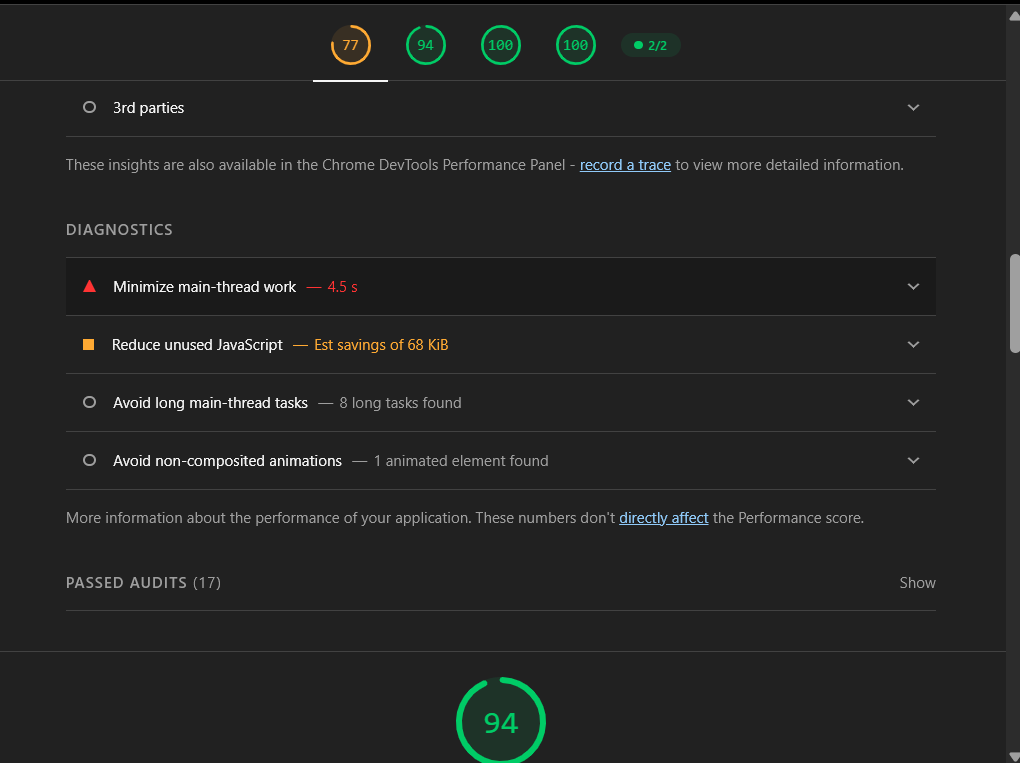 77 94 100 100 2/2
3rd parties
These insights are also available in the Chrome DevTools Performance Panel - record a trace to view more detailed information.
DIAGNOSTICS
Minimize main-thread work — 4.5 s
Reduce unused JavaScript — Est savings of 68 KiB
Avoid long main-thread tasks — 8 long tasks found
Avoid non-composited animations — 1 animated element found
More information about the performance of your application. These numbers don't directly affect the Performance score.
PASSED AUDITS (17) Show
94